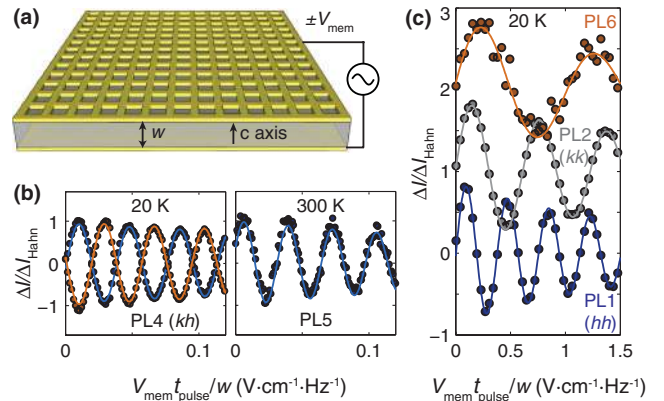 (a)
±V_mem
w
c axis
(b)
20 K
300 K
ΔI/ΔI_Hahn
1
0
−1
PL4 (kh)
PL5
0
0.1
0
0.1
V_mem t_pulse/w (V·cm⁻¹·Hz⁻¹)
(c)
20 K
PL6
3
2
PL2
(kk)
ΔI/ΔI_Hahn
1
0
PL1
(hh)
−1
0
0.5
1.0
1.5
V_mem t_pulse/w (V·cm⁻¹·Hz⁻¹)